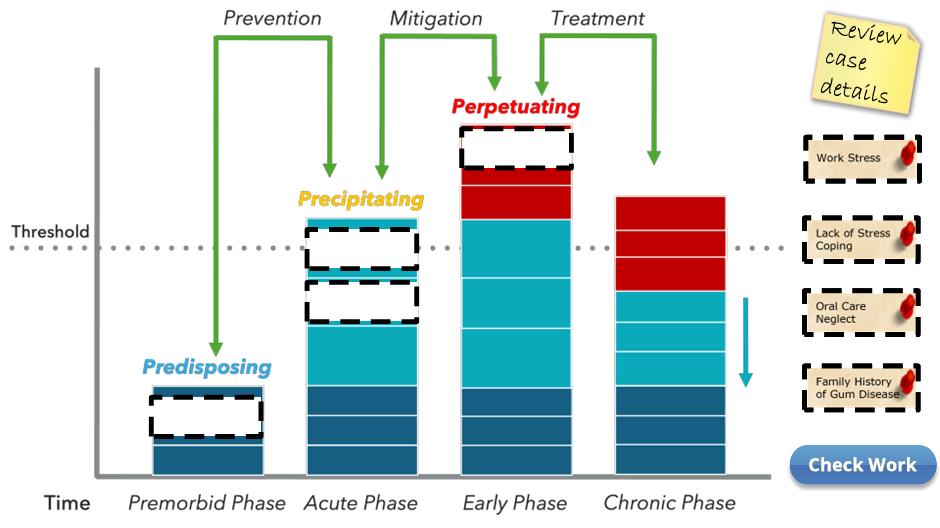 Prevention
Mitigation
Treatment
Review
case
details
Perpetuating
Work Stress
Precipitating
Threshold
Lack of Stress
Coping
Oral Care
Neglect
Predisposing
Family History
of Gum Disease
Check Work
Time
Premorbid Phase
Acute Phase
Early Phase
Chronic Phase